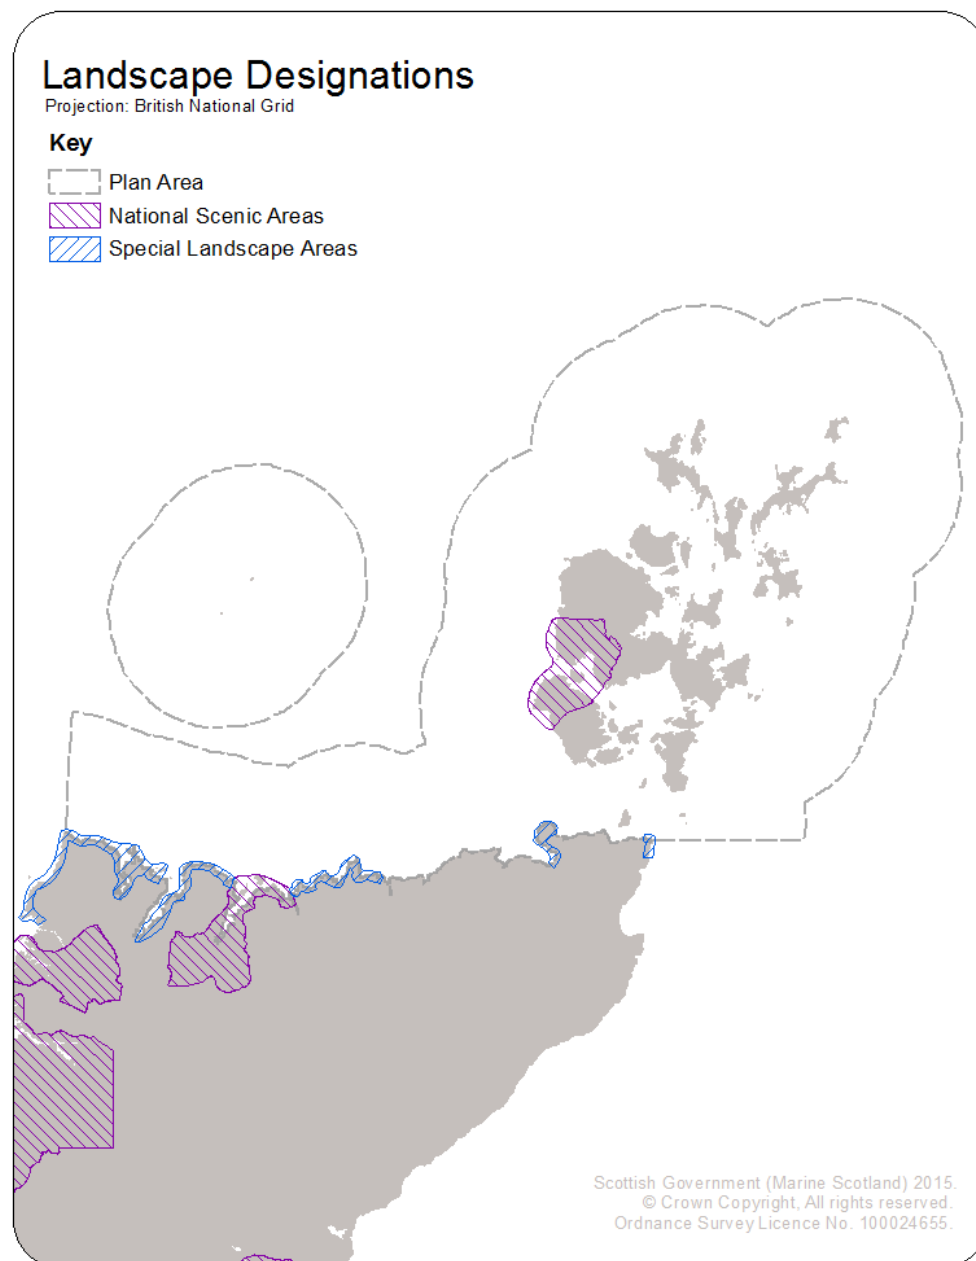 Landscape Designations
Projection: British National Grid
Key
Plan Area
National Scenic Areas
Special Landscape Areas
Scottish Government (Marine Scotland) 2015.
© Crown Copyright, All rights reserved.
Ordnance Survey Licence No. 100024655.